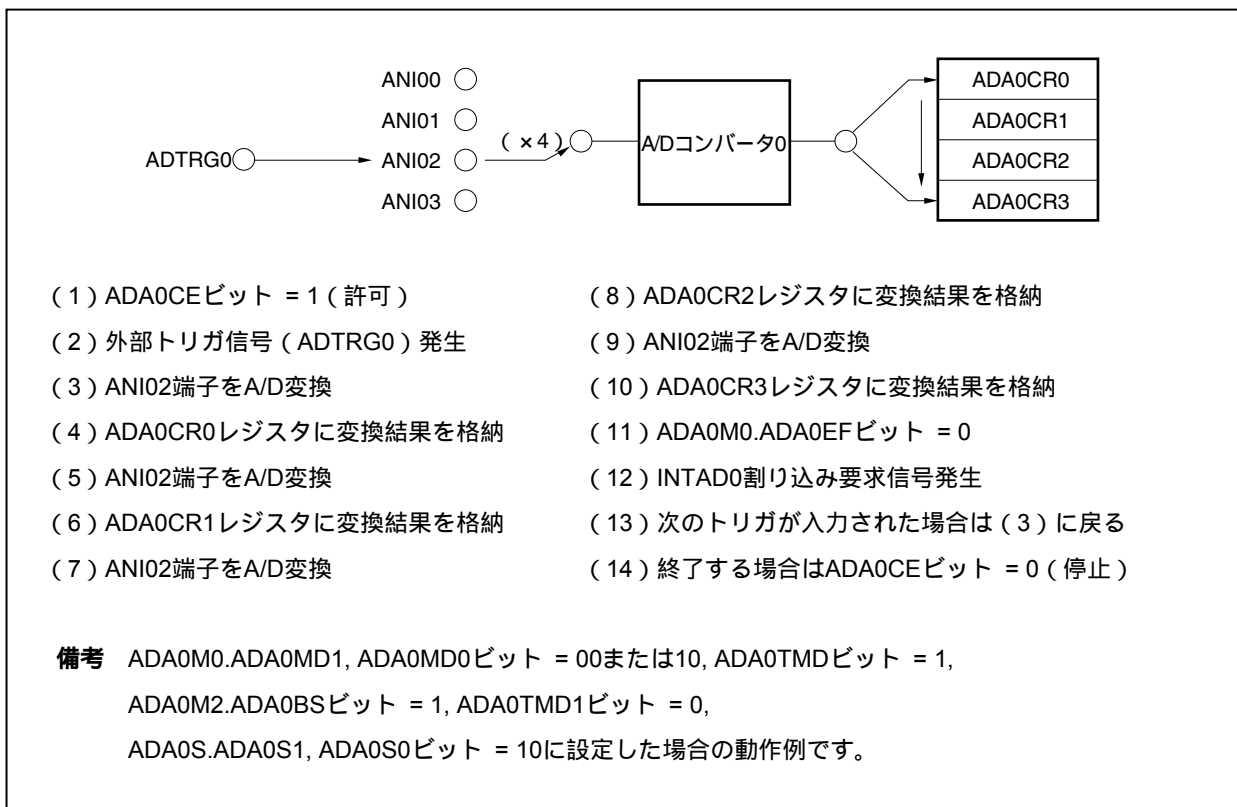 ANI00
ANI01
ADTRG0
ANI02
ANI03
(×4)
A/Dコンバータ0
ADA0CR0
ADA0CR1
ADA0CR2
ADA0CR3
(1)ADA0CEビット = 1(許可)
(2)外部トリガ信号(ADTRG0)発生
(3)ANI02端子をA/D変換
(4)ADA0CR0レジスタに変換結果を格納
(5)ANI02端子をA/D変換
(6)ADA0CR1レジスタに変換結果を格納
(7)ANI02端子をA/D変換
(8)ADA0CR2レジスタに変換結果を格納
(9)ANI02端子をA/D変換
(10)ADA0CR3レジスタに変換結果を格納
(11)ADA0M0.ADA0EFビット = 0
(12)INTAD0割り込み要求信号発生
(13)次のトリガが入力された場合は(3)に戻る
(14)終了する場合はADA0CEビット = 0(停止)
備考 ADA0M0.ADA0MD1, ADA0MD0ビット = 00または10, ADA0TMDビット = 1,
ADA0M2.ADA0BSビット = 1, ADA0TMD1ビット = 0,
ADA0S.ADA0S1, ADA0S0ビット = 10に設定した場合の動作例です。